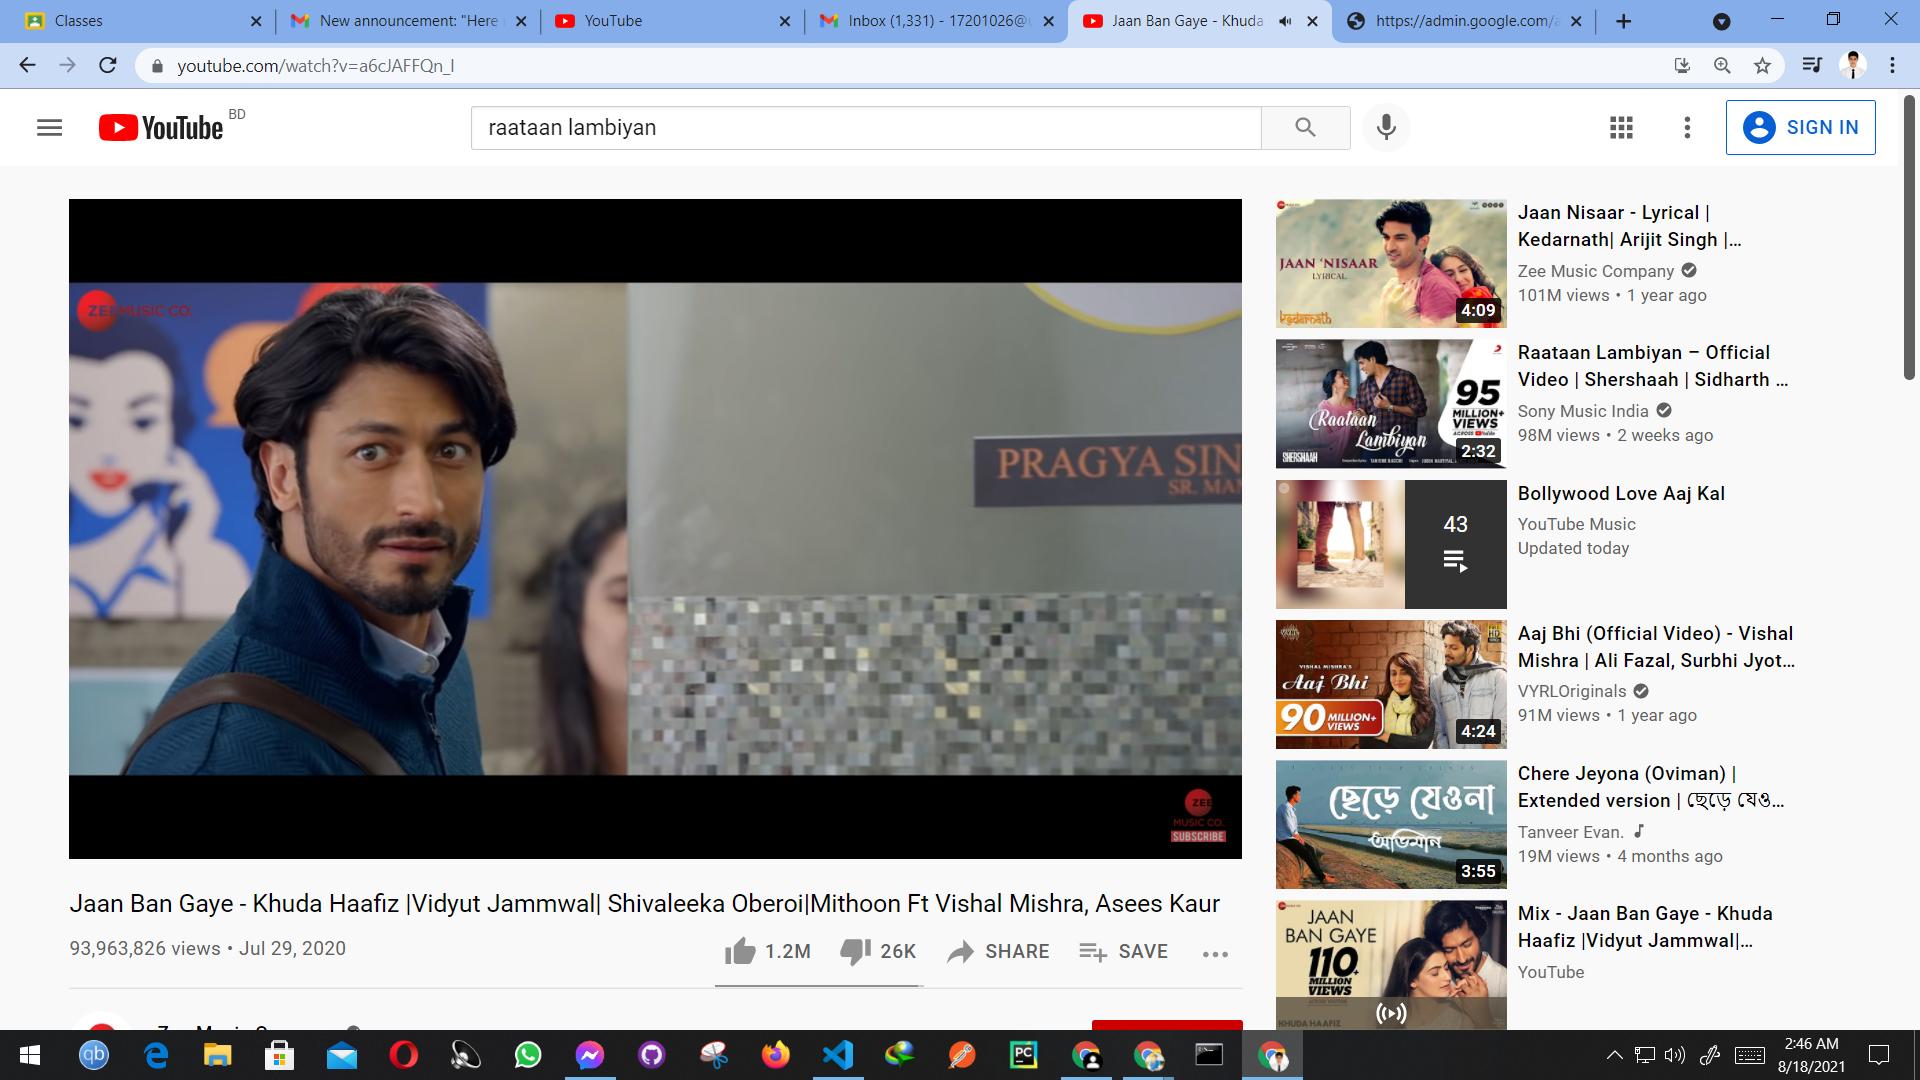 Classes
New announcement: "Here
YouTube
Inbox (1,331) - 17201026@
Jaan Ban Gaye - Khuda
https://admin.google.com/
youtube.com/watch?v=a6cJAFFQn_I
YouTube BD
raataan lambiyan
SIGN IN
ZEE MUSIC CO.
PRAGYA SIN
SR. MAN
ZEE
MUSIC CO.
SUBSCRIBE
Jaan Ban Gaye - Khuda Haafiz |Vidyut Jammwal| Shivaleeka Oberoi|Mithoon Ft Vishal Mishra, Asees Kaur
93,963,826 views • Jul 29, 2020
1.2M 26K SHARE SAVE
JAAN 'NISAAR
LYRICAL
kedarnath
4:09
Jaan Nisaar - Lyrical |
Kedarnath| Arijit Singh |...
Zee Music Company
101M views • 1 year ago
Raataan
Lambiyan
95
MILLION+
VIEWS
SHERSHAAH
2:32
Raataan Lambiyan – Official
Video | Shershaah | Sidharth ...
Sony Music India
98M views • 2 weeks ago
43
Bollywood Love Aaj Kal
YouTube Music
Updated today
VISHAL MISHRA'S
Aaj Bhi
90 MILLION+
VIEWS
4:24
Aaj Bhi (Official Video) - Vishal
Mishra | Ali Fazal, Surbhi Jyot...
VYRLOriginals
91M views • 1 year ago
ছেড়ে যেওনা
অভিমান
3:55
Chere Jeyona (Oviman) |
Extended version | ছেড়ে যেও...
Tanveer Evan.
19M views • 4 months ago
JAAN
BAN GAYE
110+
MILLION
VIEWS
KHUDA HAAFIZ
Mix - Jaan Ban Gaye - Khuda
Haafiz |Vidyut Jammwal|...
YouTube
qb
PC
2:46 AM
8/18/2021